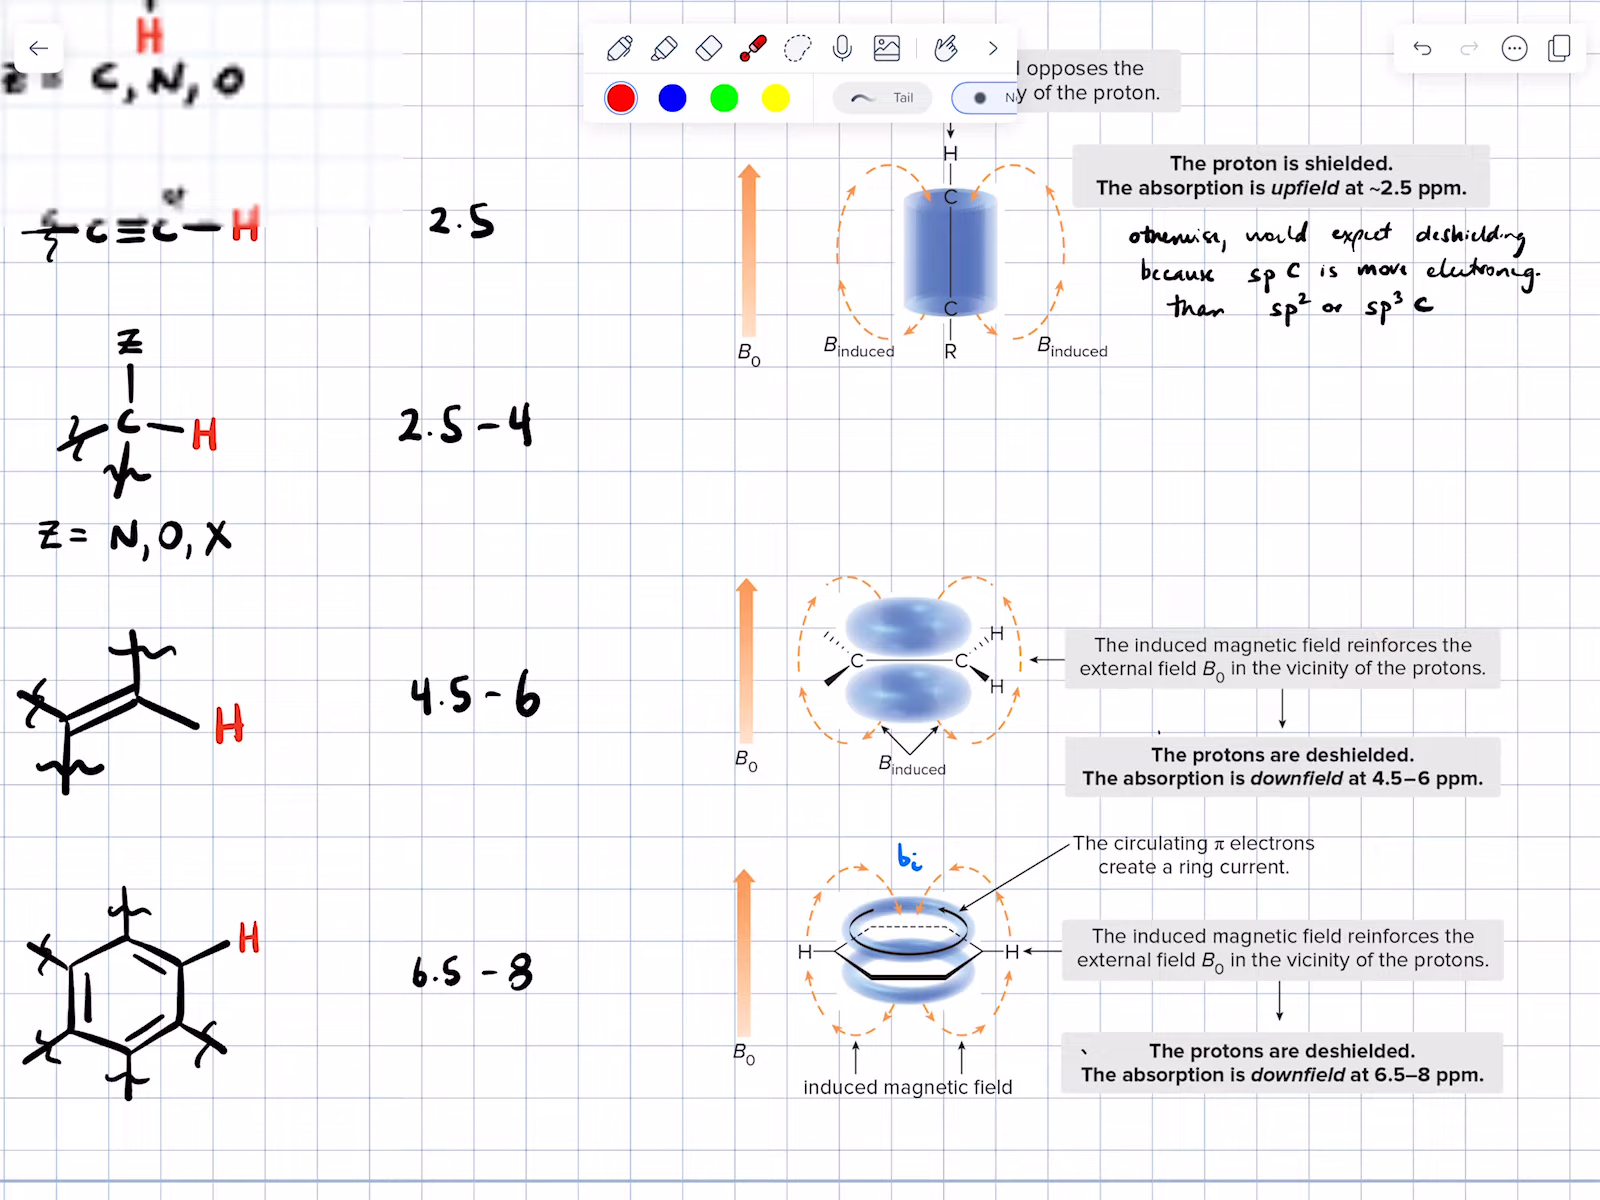 H
Z = C, N, O
Tail
l opposes the
y of the proton.
C≡C-H
2.5
B0
H
C
C
R
Binduced
Binduced
The proton is shielded.
The absorption is upfield at ~2.5 ppm.
otherwise, would expect deshielding
because sp C is more electroneg.
than sp² or sp³ C
Z
C-H
Z = N, O, X
2.5-4
H
4.5-6
B0
C
C
H
H
Binduced
The induced magnetic field reinforces the
external field B0 in the vicinity of the protons.
The protons are deshielded.
The absorption is downfield at 4.5–6 ppm.
H
6.5-8
bi
B0
H
H
The circulating π electrons
create a ring current.
The induced magnetic field reinforces the
external field B0 in the vicinity of the protons.
induced magnetic field
The protons are deshielded.
The absorption is downfield at 6.5–8 ppm.